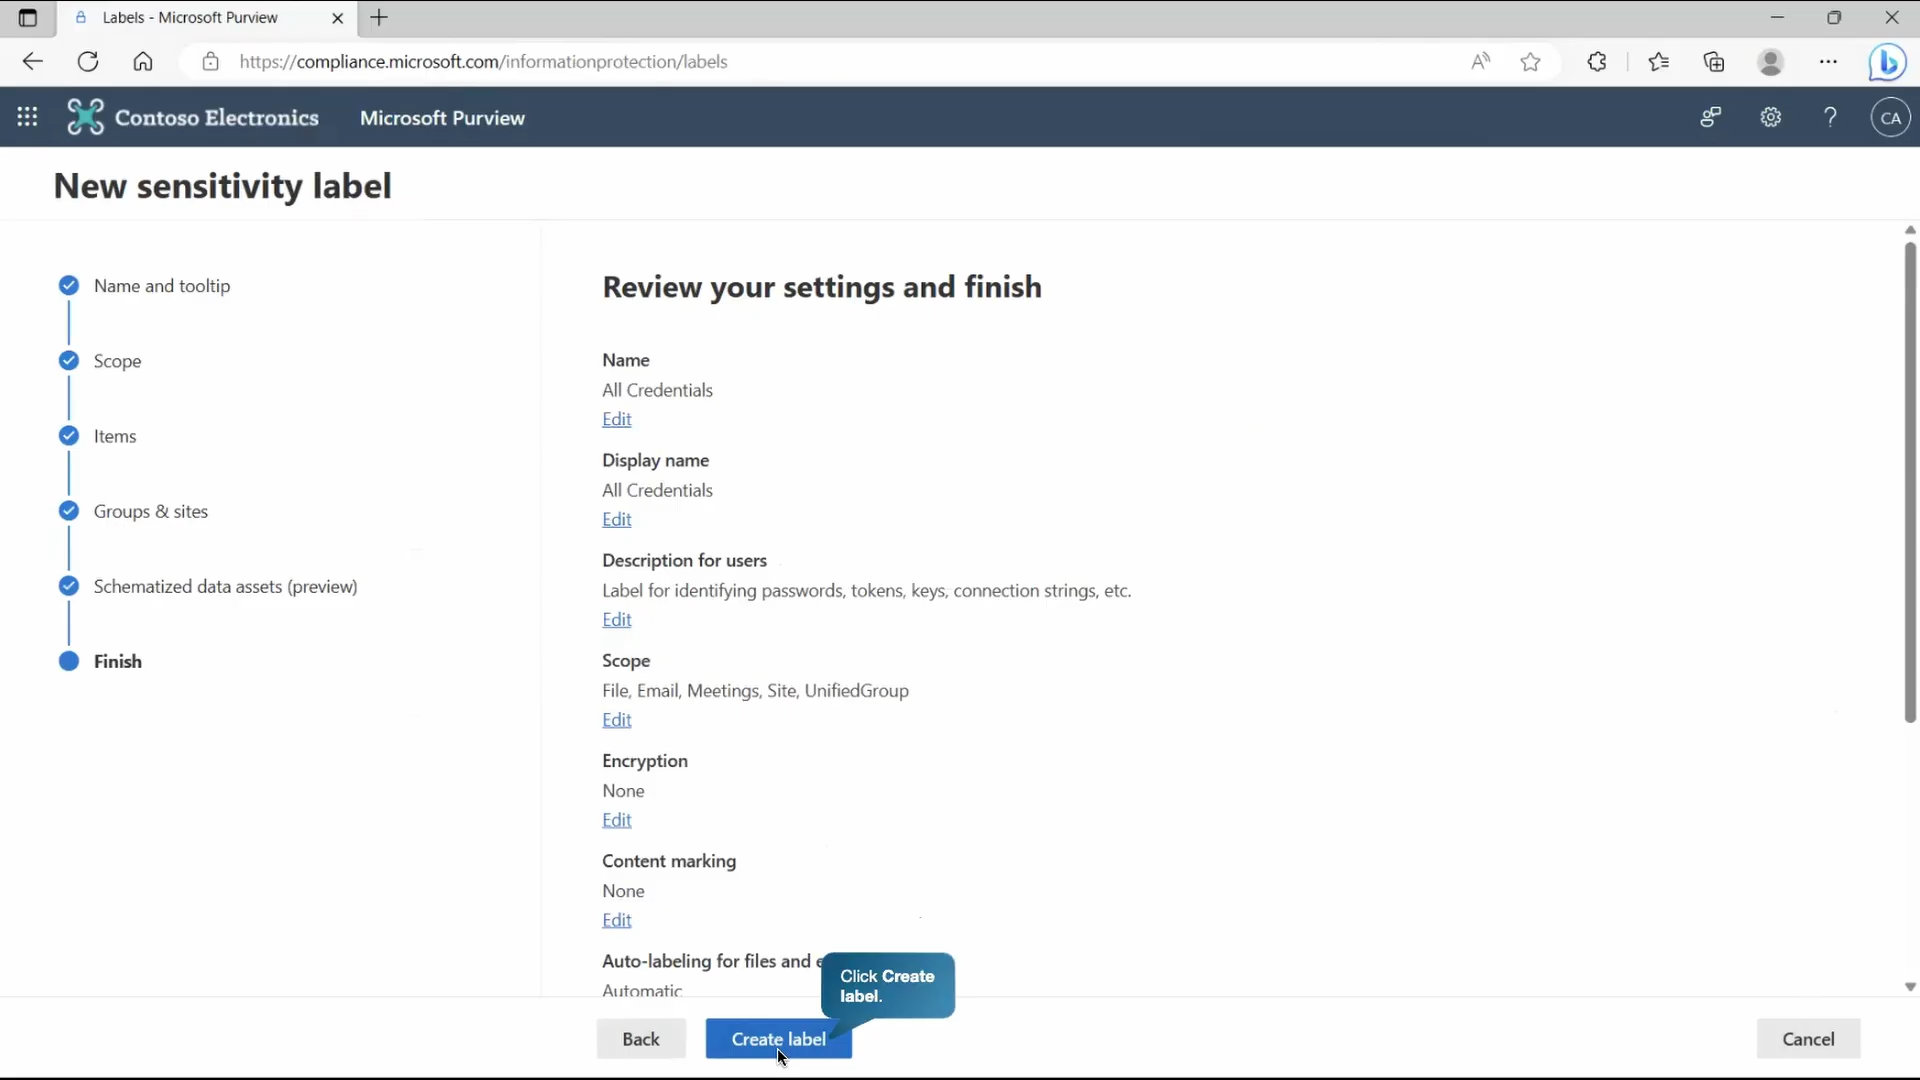 Labels - Microsoft Purview
https://compliance.microsoft.com/informationprotection/labels
Contoso Electronics
Microsoft Purview
CA
New sensitivity label
Name and tooltip
Scope
Items
Groups & sites
Schematized data assets (preview)
Finish
Review your settings and finish
Name
All Credentials
Edit
Display name
All Credentials
Edit
Description for users
Label for identifying passwords, tokens, keys, connection strings, etc.
Edit
Scope
File, Email, Meetings, Site, UnifiedGroup
Edit
Encryption
None
Edit
Content marking
None
Edit
Auto-labeling for files and
Automatic
Click Create
label.
Back
Create label
Cancel